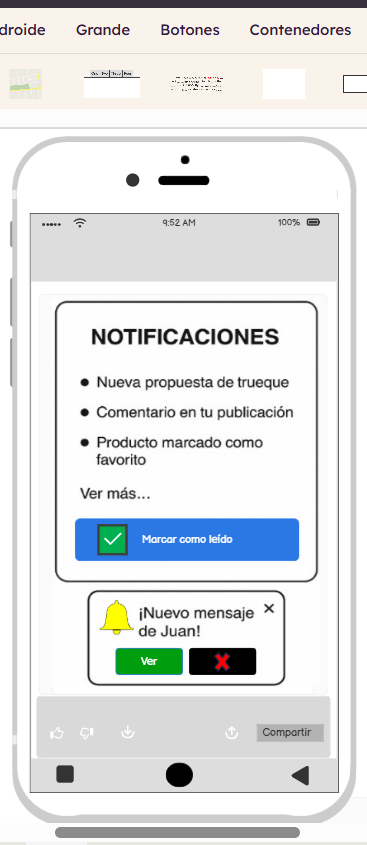 droide Grande Botones Contenedores
9:52 AM 100%
NOTIFICACIONES
● Nueva propuesta de trueque
● Comentario en tu publicación
● Producto marcado como
favorito
Ver más...
Marcar como leído
¡Nuevo mensaje
de Juan!
Ver
Compartir